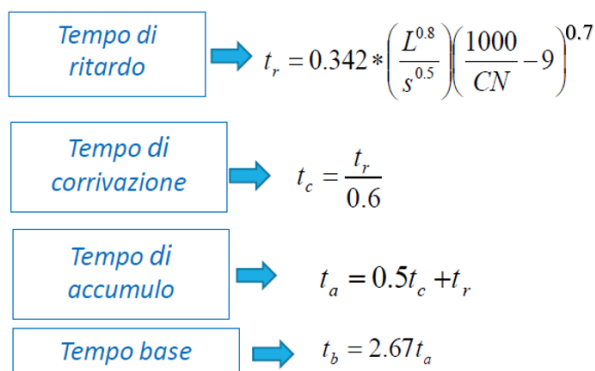 Tempo di
ritardo
t_r = 0.342 * (L^0.8 / s^0.5) (1000 / CN − 9)^0.7
Tempo di
corrivazione
t_c = t_r / 0.6
Tempo di
accumulo
t_a = 0.5t_c + t_r
Tempo base
t_b = 2.67t_a